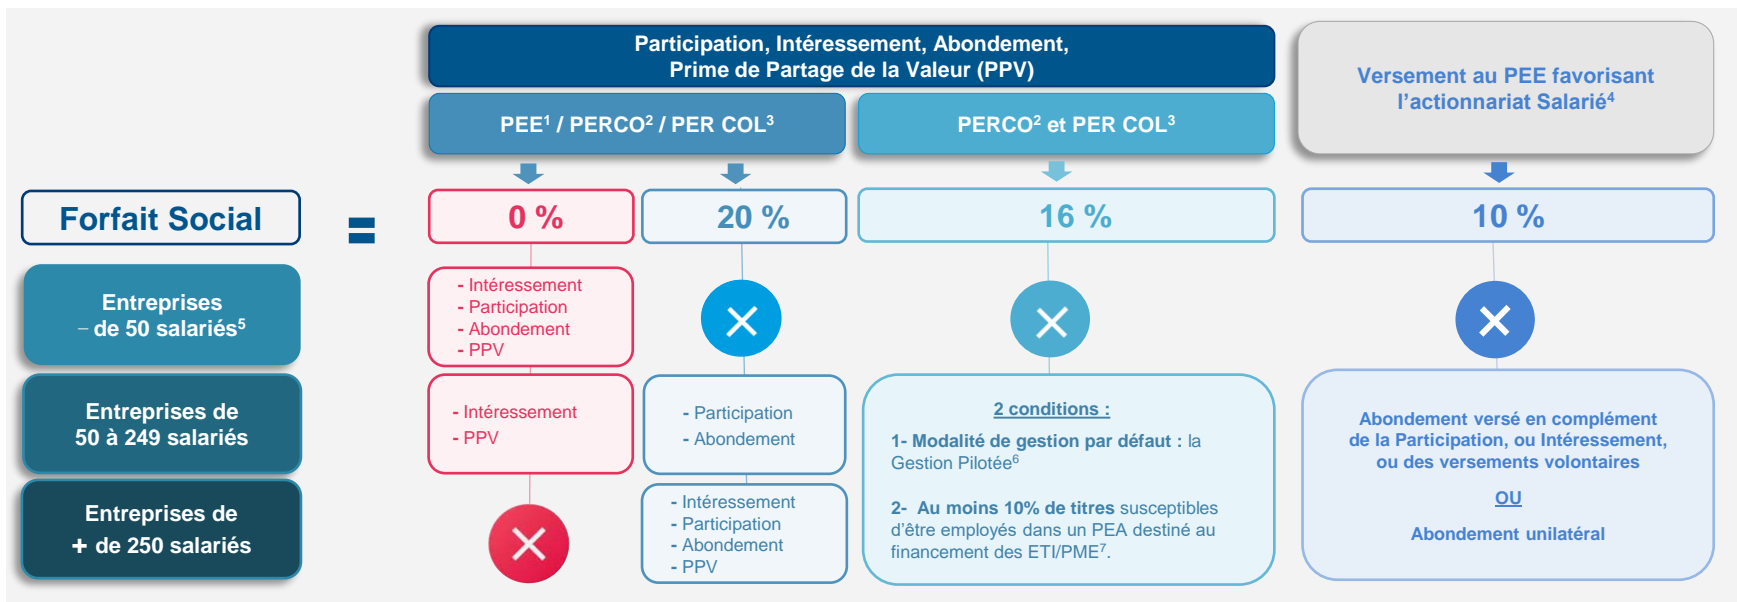 Participation, Intéressement, Abondement,
Prime de Partage de la Valeur (PPV)
Versement au PEE favorisant
l'actionnariat Salarié⁴
PEE¹ / PERCO² / PER COL³
PERCO² et PER COL³
Forfait Social
=
0 %
20 %
16 %
10 %
Entreprises
– de 50 salariés⁵
- Intéressement
- Participation
- Abondement
- PPV
Entreprises de
50 à 249 salariés
- Intéressement
- PPV
- Participation
- Abondement
2 conditions :
1- Modalité de gestion par défaut : la
Gestion Pilotée⁶
2- Au moins 10% de titres susceptibles
d'être employés dans un PEA destiné au
financement des ETI/PME⁷.
Abondement versé en complément
de la Participation, ou Intéressement,
ou des versements volontaires
OU
Abondement unilatéral
Entreprises de
+ de 250 salariés
- Intéressement
- Participation
- Abondement
- PPV